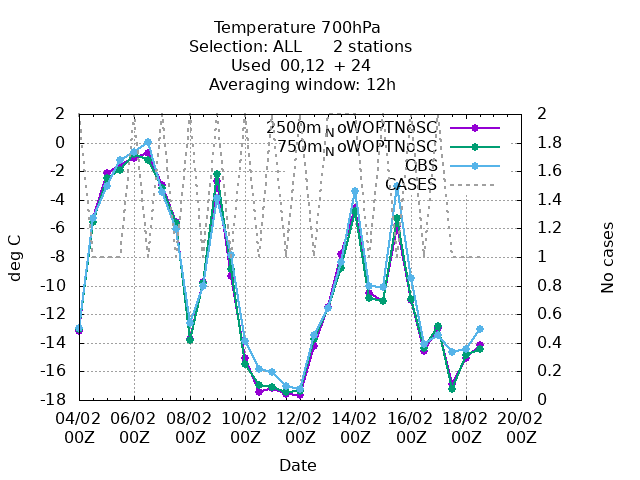 Temperature 700hPa
Selection: ALL 2 stations
Used 00,12 + 24
Averaging window: 12h
2500m NoWOPTNoSC
750m NoWOPTNoSC
OBS
CASES
2
0
-2
-4
-6
-8
-10
-12
-14
-16
-18
deg C
2
1.8
1.6
1.4
1.2
1
0.8
0.6
0.4
0.2
0
No cases
04/02 06/02 08/02 10/02 12/02 14/02 16/02 18/02 20/02
00Z 00Z 00Z 00Z 00Z 00Z 00Z 00Z 00Z
Date